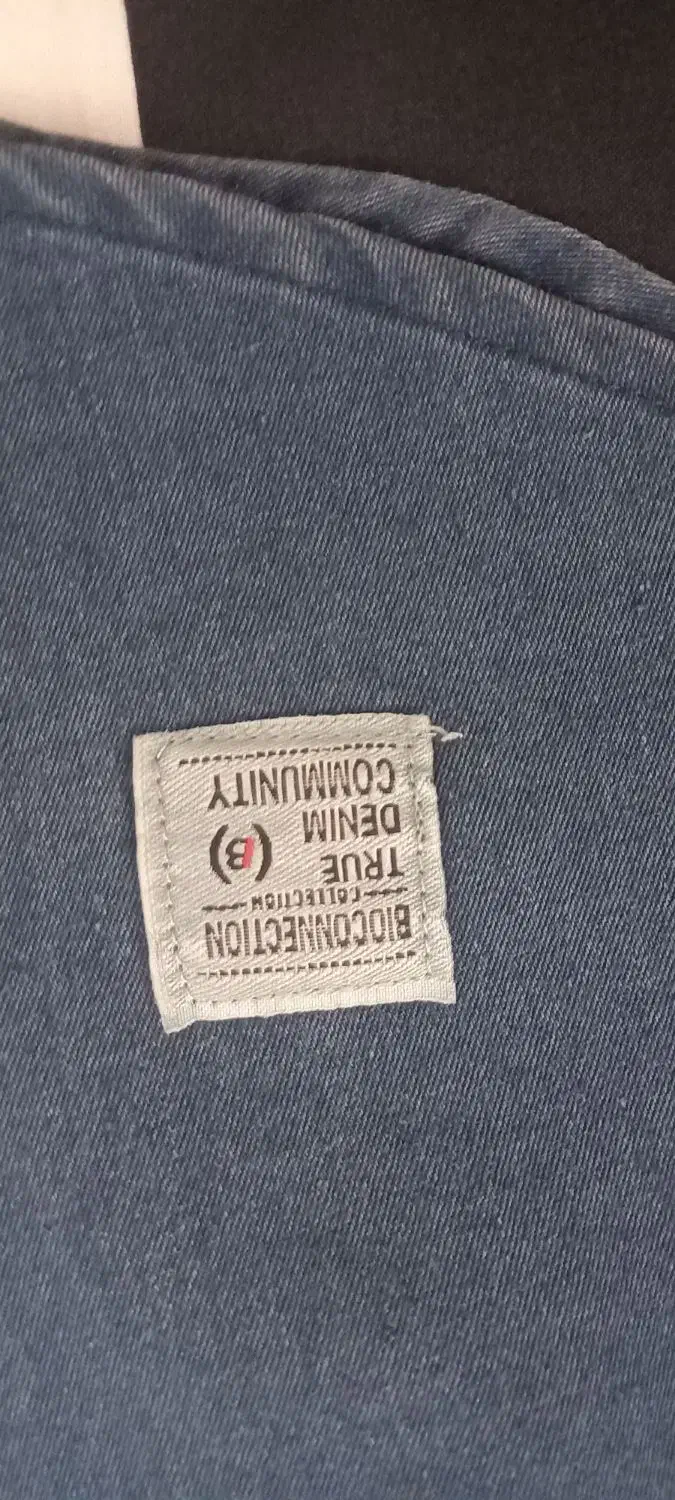 BIOCONNECTION
COLLECTION
TRUE
DENIM
COMMUNITY
(B)